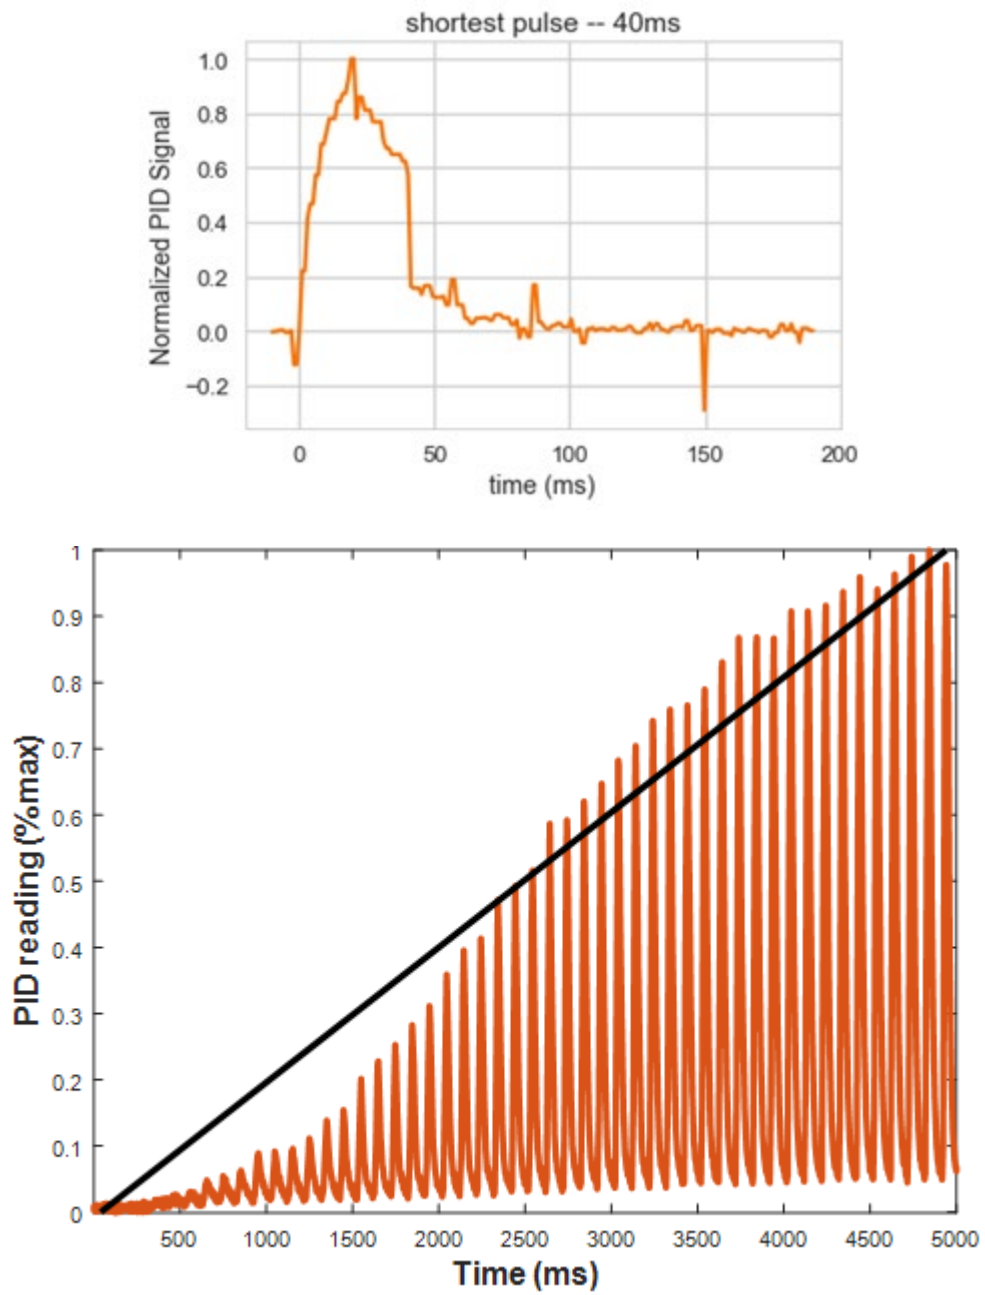 shortest pulse -- 40ms
1.0
0.8
0.6
0.4
0.2
0.0
−0.2
Normalized PID Signal
0 50 100 150 200
time (ms)
1
0.9
0.8
0.7
0.6
0.5
0.4
0.3
0.2
0.1
0
PID reading (%max)
500 1000 1500 2000 2500 3000 3500 4000 4500 5000
Time (ms)